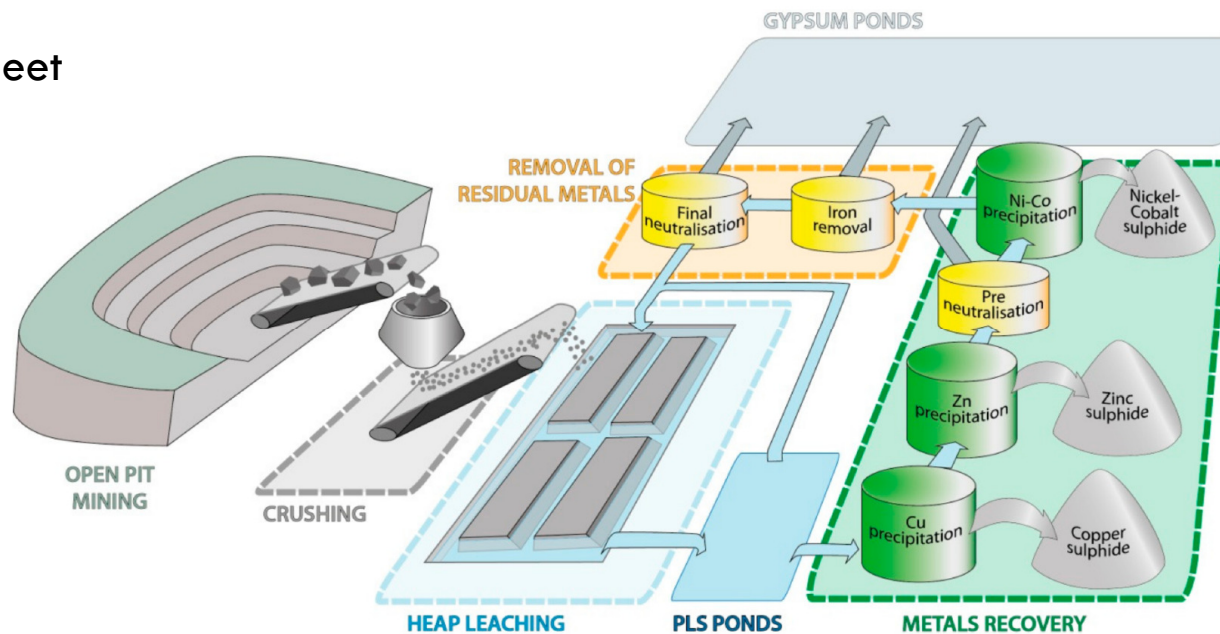 eet
GYPSUM PONDS
REMOVAL OF
RESIDUAL METALS
Final
neutralisation
Iron
removal
Ni-Co
precipitation
Nickel-
Cobalt
sulphide
Pre
neutralisation
Zn
precipitation
Zinc
sulphide
Cu
precipitation
Copper
sulphide
OPEN PIT
MINING
CRUSHING
HEAP LEACHING
PLS PONDS
METALS RECOVERY